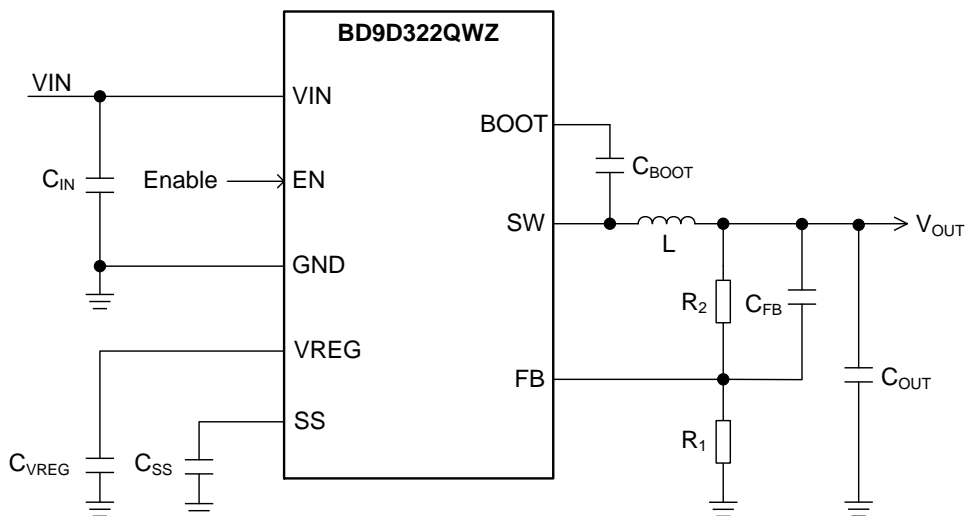 BD9D322QWZ
VIN
VIN
BOOT
C_BOOT
C_IN
Enable
EN
SW
L
V_OUT
GND
R_2
C_FB
VREG
FB
C_OUT
SS
R_1
C_VREG
C_SS